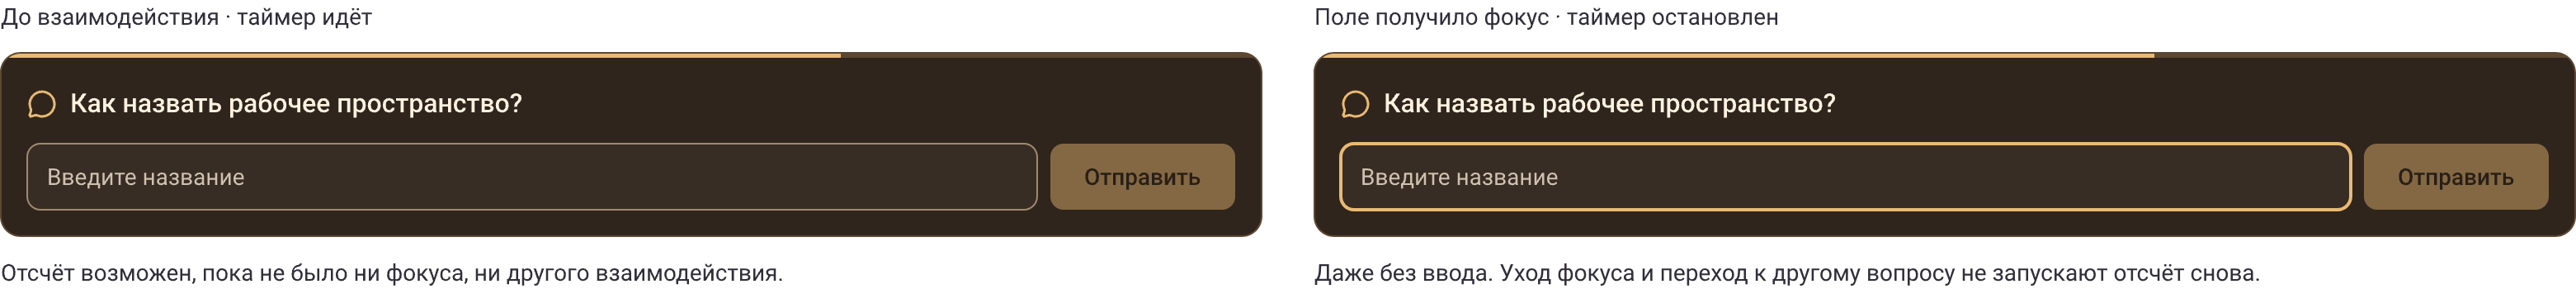 До взаимодействия · таймер идёт
Как назвать рабочее пространство?
Введите название
Отправить
Отсчёт возможен, пока не было ни фокуса, ни другого взаимодействия.
Поле получило фокус · таймер остановлен
Как назвать рабочее пространство?
Введите название
Отправить
Даже без ввода. Уход фокуса и переход к другому вопросу не запускают отсчёт снова.